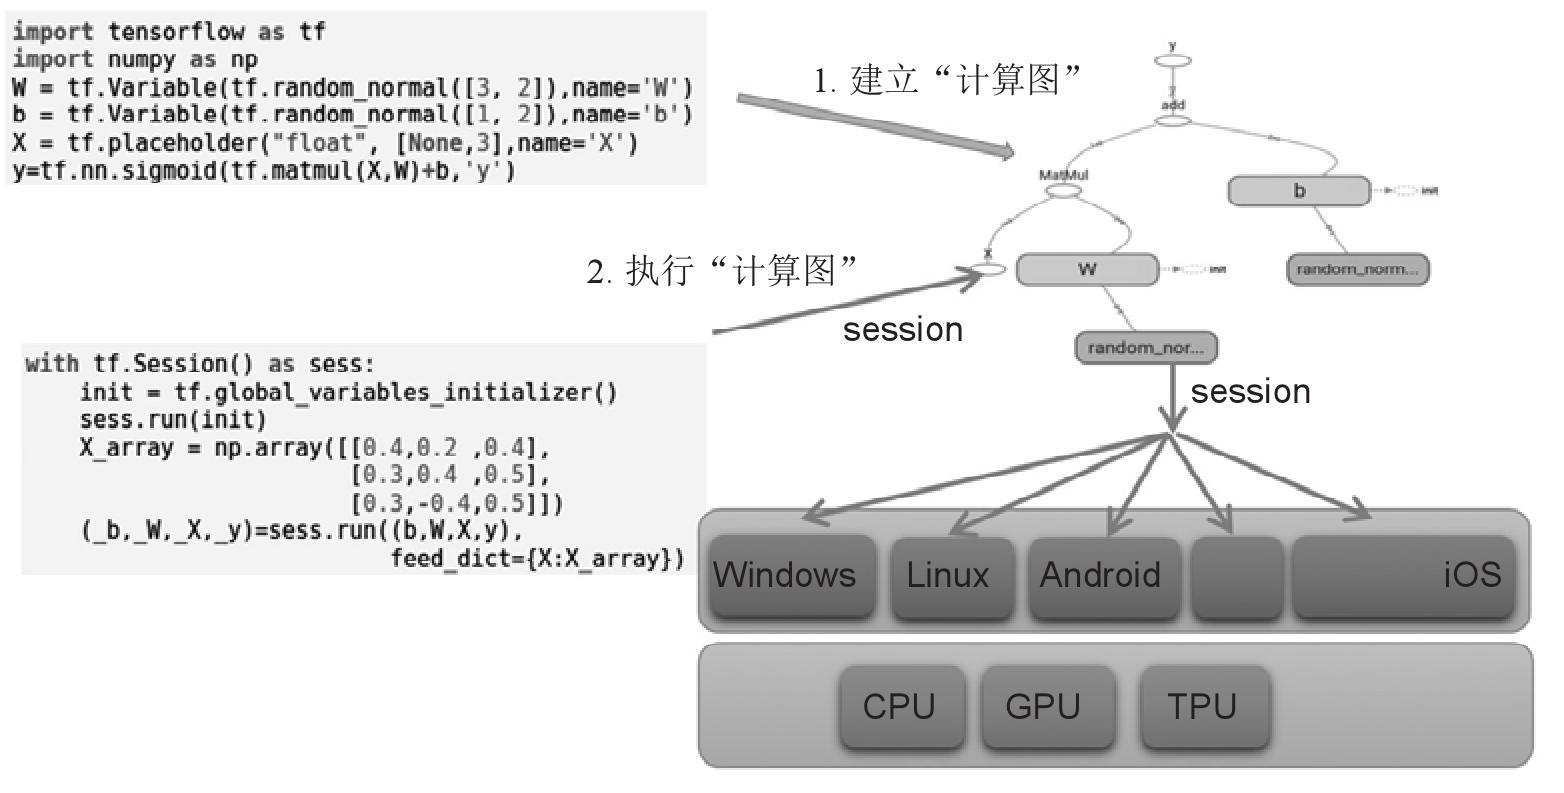 import tensorflow as tf
import numpy as np
W = tf.Variable(tf.random_normal([3, 2]),name='W')
b = tf.Variable(tf.random_normal([1, 2]),name='b')
X = tf.placeholder("float", [None,3],name='X')
y=tf.nn.sigmoid(tf.matmul(X,W)+b,'y')
1. 建立“计算图”
y
add
MatMul
b
init
X
W
init
random_norm...
random_nor...
2. 执行“计算图”
session
session
with tf.Session() as sess:
    init = tf.global_variables_initializer()
    sess.run(init)
    X_array = np.array([[0.4,0.2 ,0.4],
                        [0.3,0.4 ,0.5],
                        [0.3,-0.4,0.5]])
    (_b,_W,_X,_y)=sess.run((b,W,X,y),
                           feed_dict={X:X_array})
Windows
Linux
Android
iOS
CPU
GPU
TPU